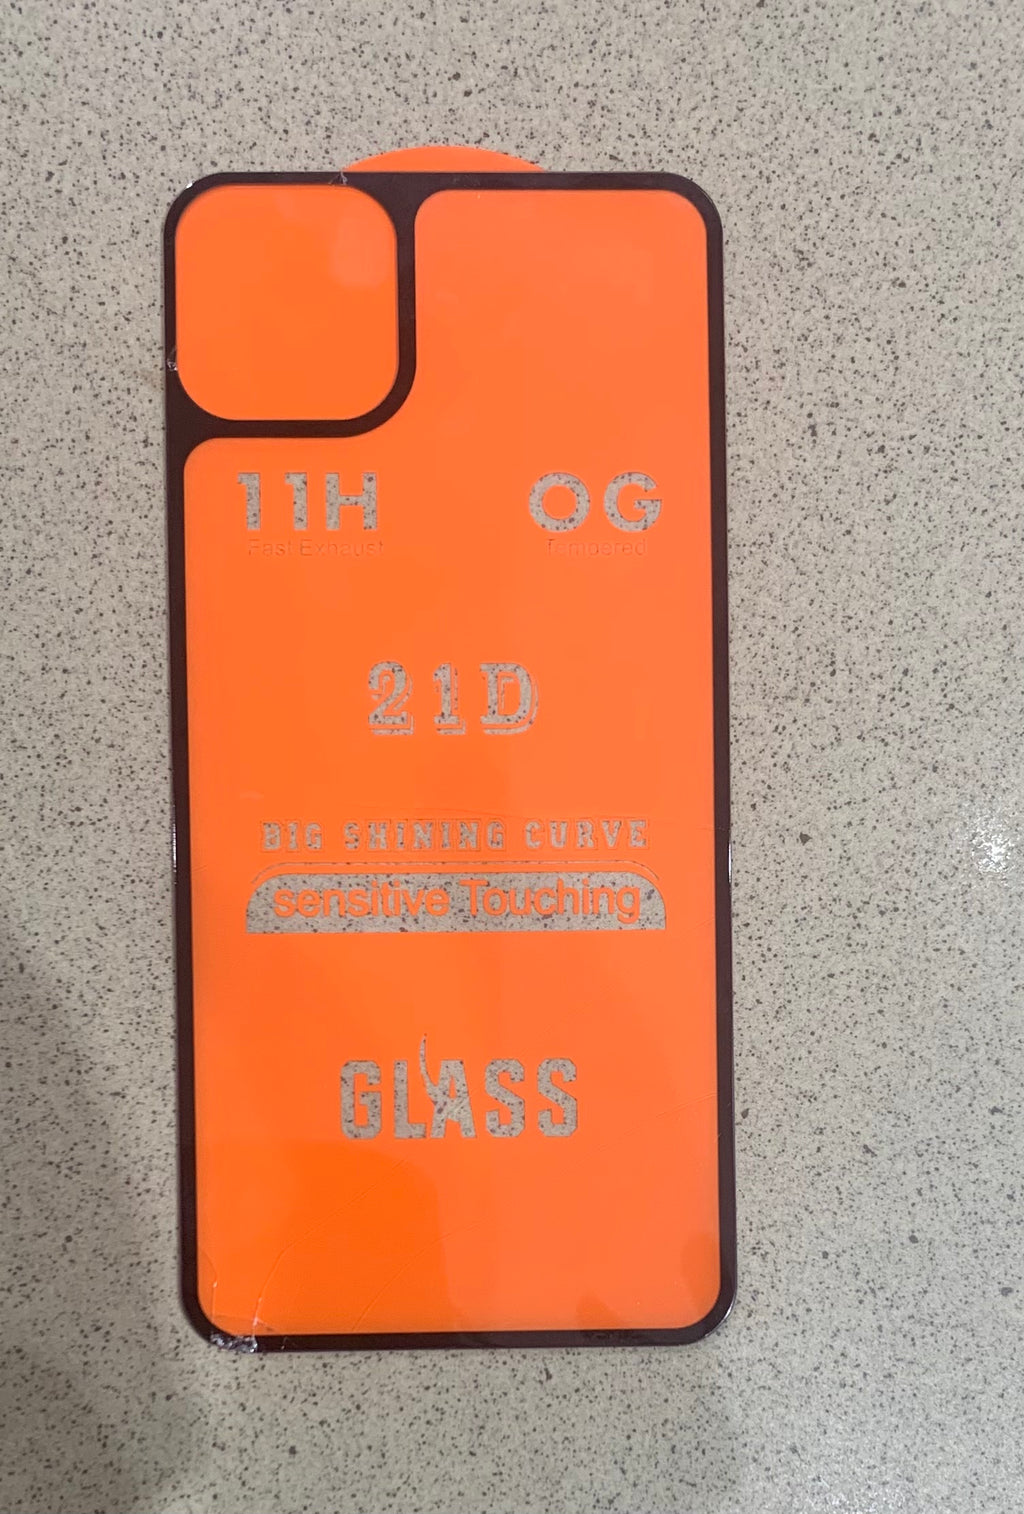 11H OG
Fast Exhaust Tempered
21D
BIG SHINING CURVE
sensitive Touching
GLASS